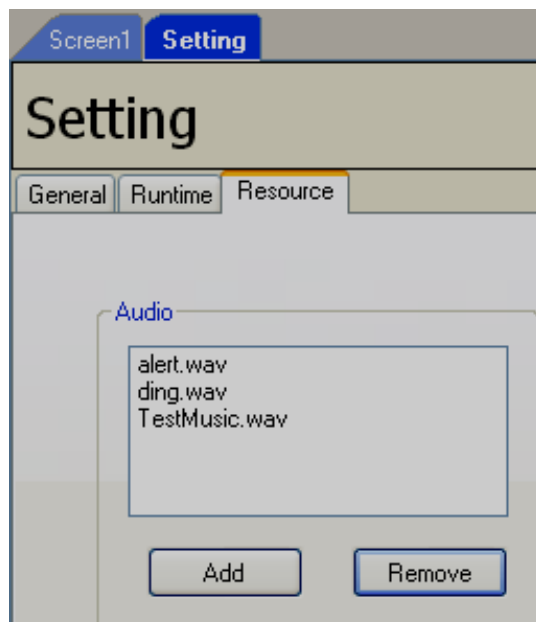 Screen1 Setting
Setting
General Runtime Resource
Audio
alert.wav
ding.wav
TestMusic.wav
Add Remove